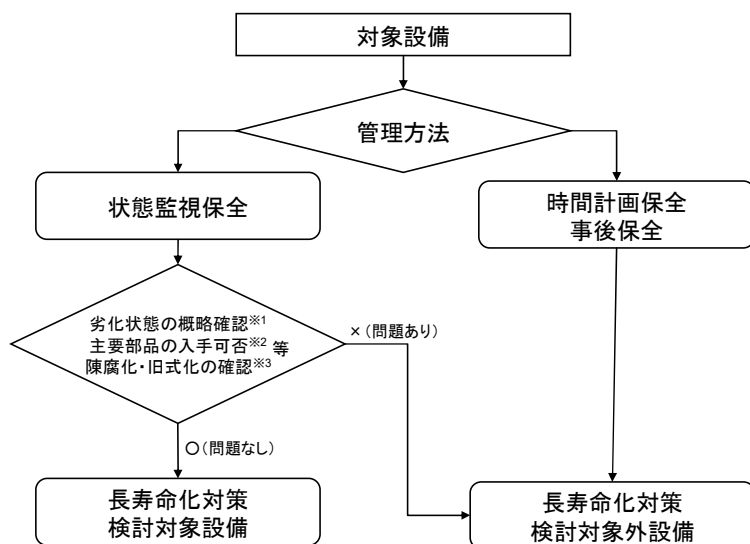 対象設備
管理方法
状態監視保全
時間計画保全
事後保全
劣化状態の概略確認※1
主要部品の入手可否※2 等
陳腐化・旧式化の確認※3
×(問題あり)
○(問題なし)
長寿命化対策
検討対象設備
長寿命化対策
検討対象外設備